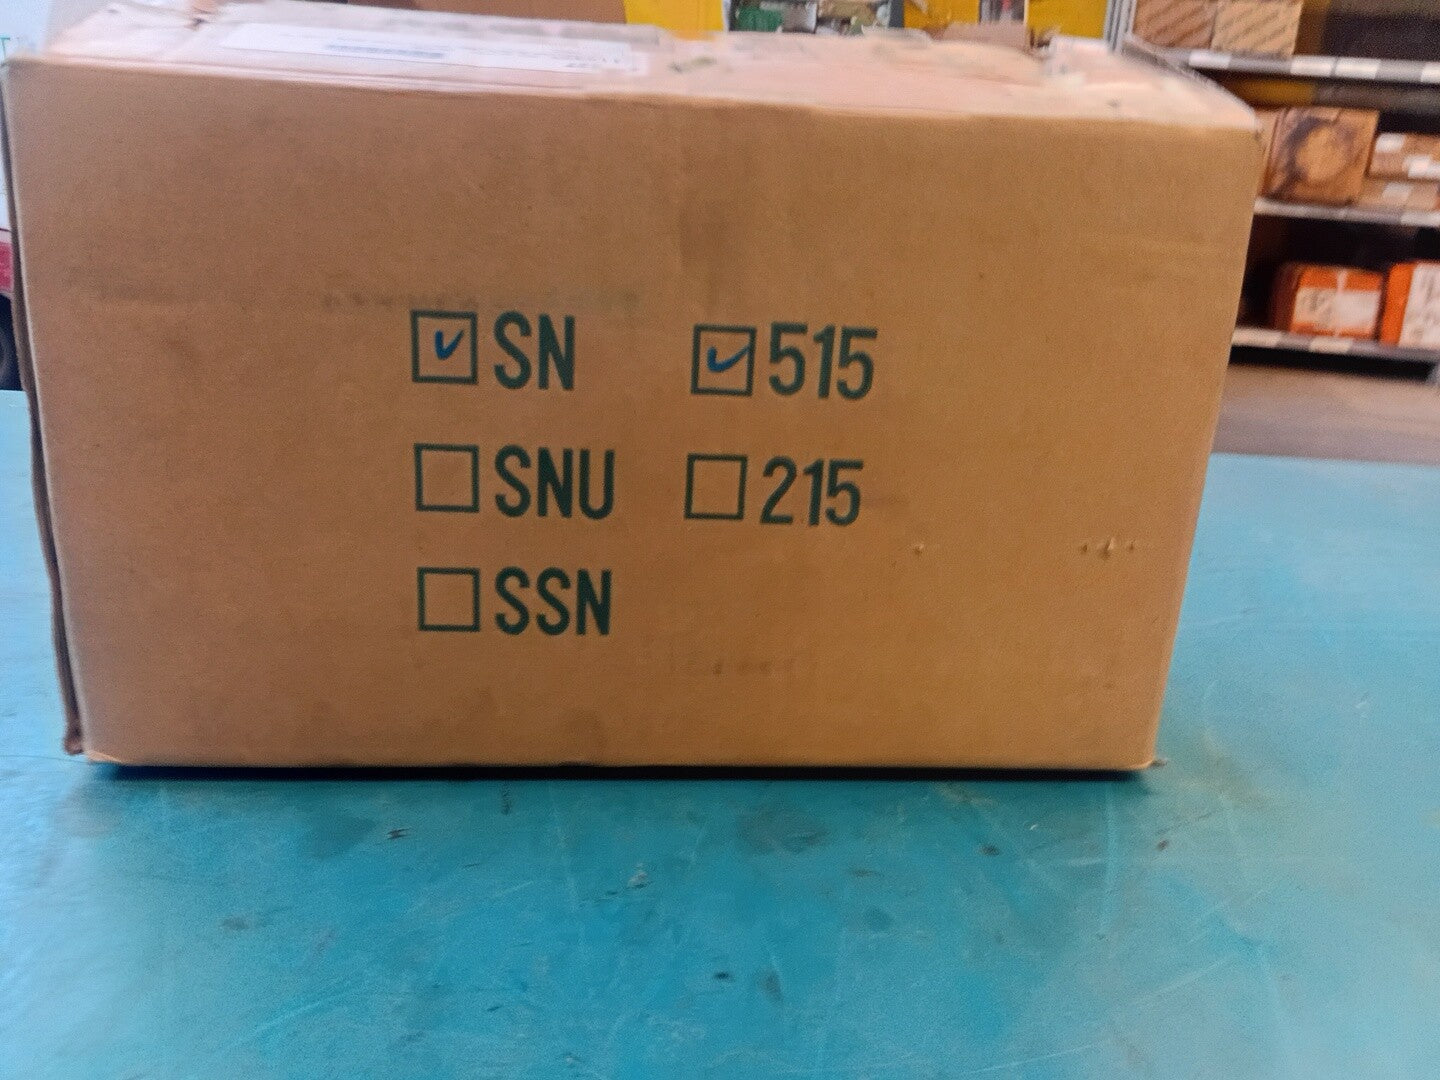 ☑ SN ☑ 515
☐ SNU ☐ 215
☐ SSN